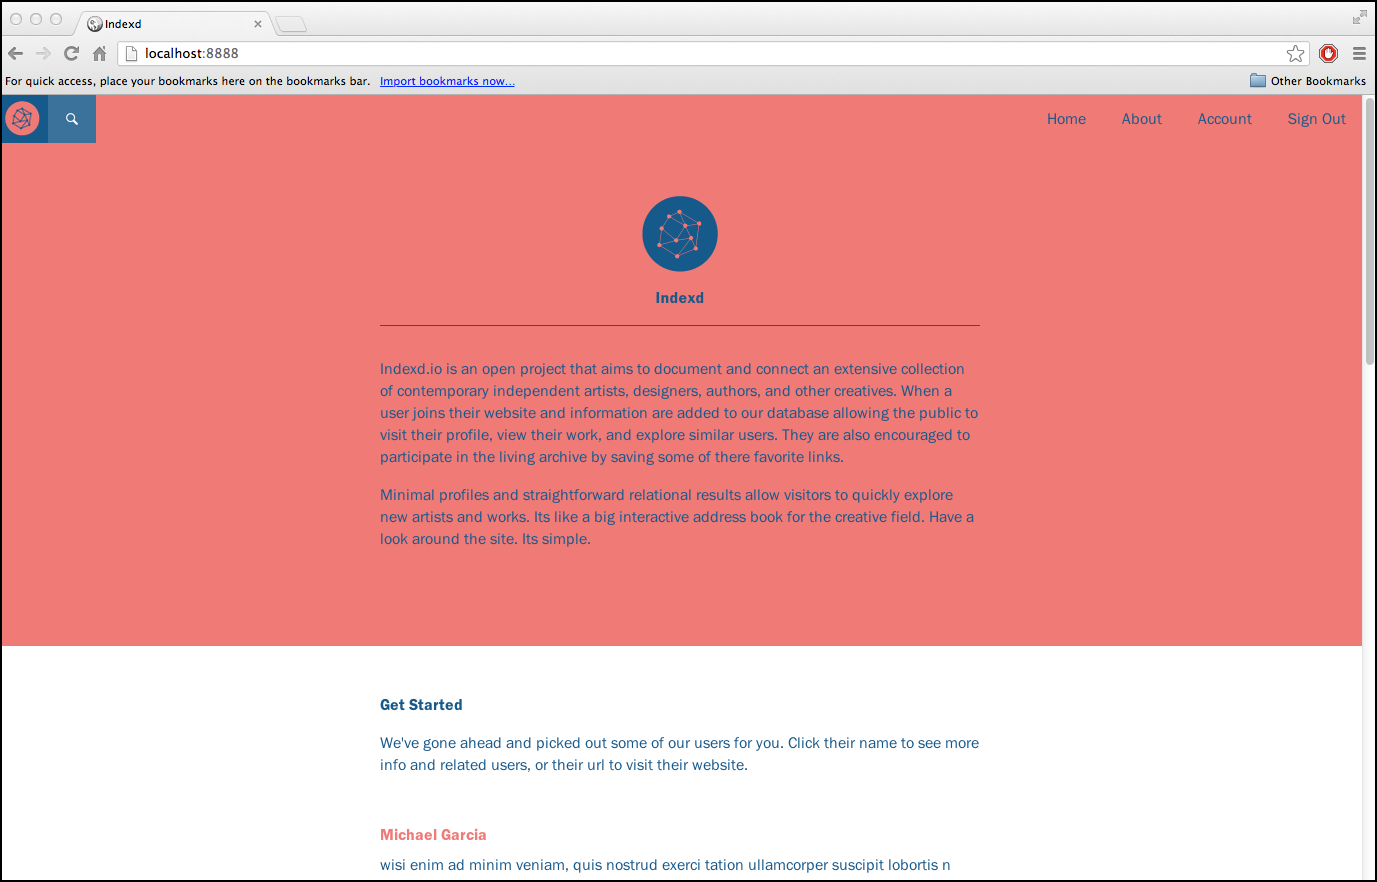 Indexd
localhost:8888
For quick access, place your bookmarks here on the bookmarks bar. Import bookmarks now...
Other Bookmarks
Home About Account Sign Out
Indexd
Indexd.io is an open project that aims to document and connect an extensive collection
of contemporary independent artists, designers, authors, and other creatives. When a
user joins their website and information are added to our database allowing the public to
visit their profile, view their work, and explore similar users. They are also encouraged to
participate in the living archive by saving some of there favorite links.
Minimal profiles and straightforward relational results allow visitors to quickly explore
new artists and works. Its like a big interactive address book for the creative field. Have a
look around the site. Its simple.
Get Started
We've gone ahead and picked out some of our users for you. Click their name to see more
info and related users, or their url to visit their website.
Michael Garcia
wisi enim ad minim veniam, quis nostrud exerci tation ullamcorper suscipit lobortis n